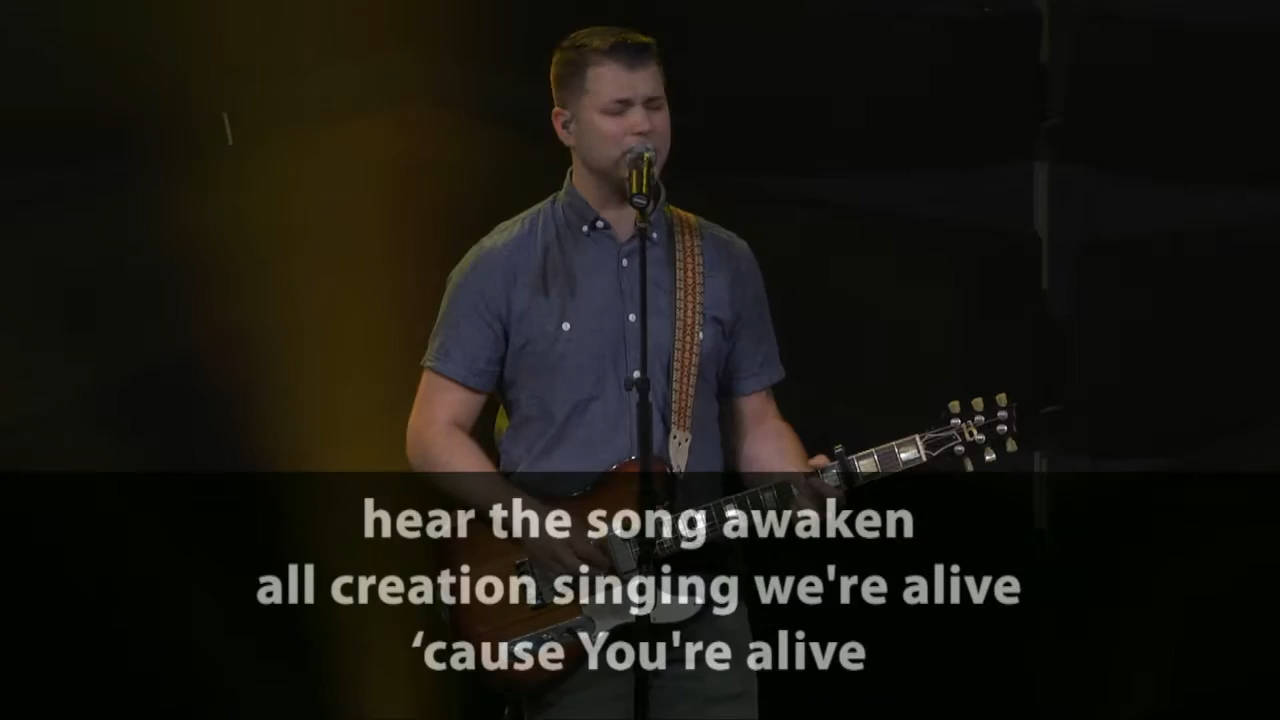 hear the song awaken
all creation singing we're alive
‘cause You're alive